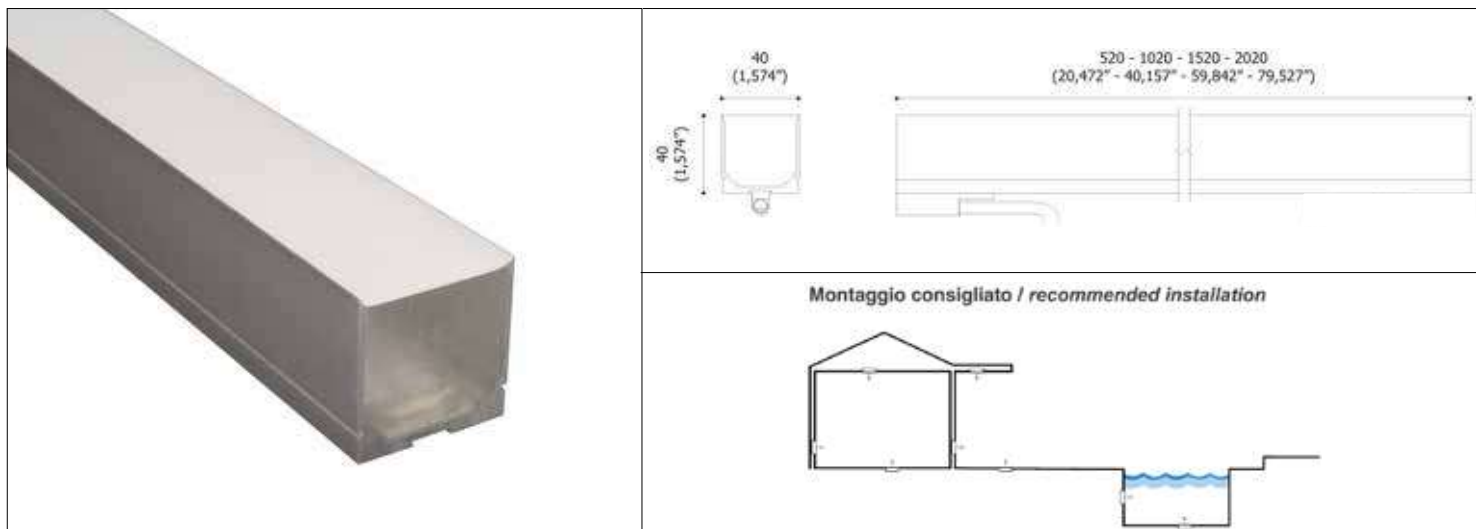 40
(1,574")
520 - 1020 - 1520 - 2020
(20,472" - 40,157" - 59,842" - 79,527")
40
(1,574")
Montaggio consigliato / recommended installation